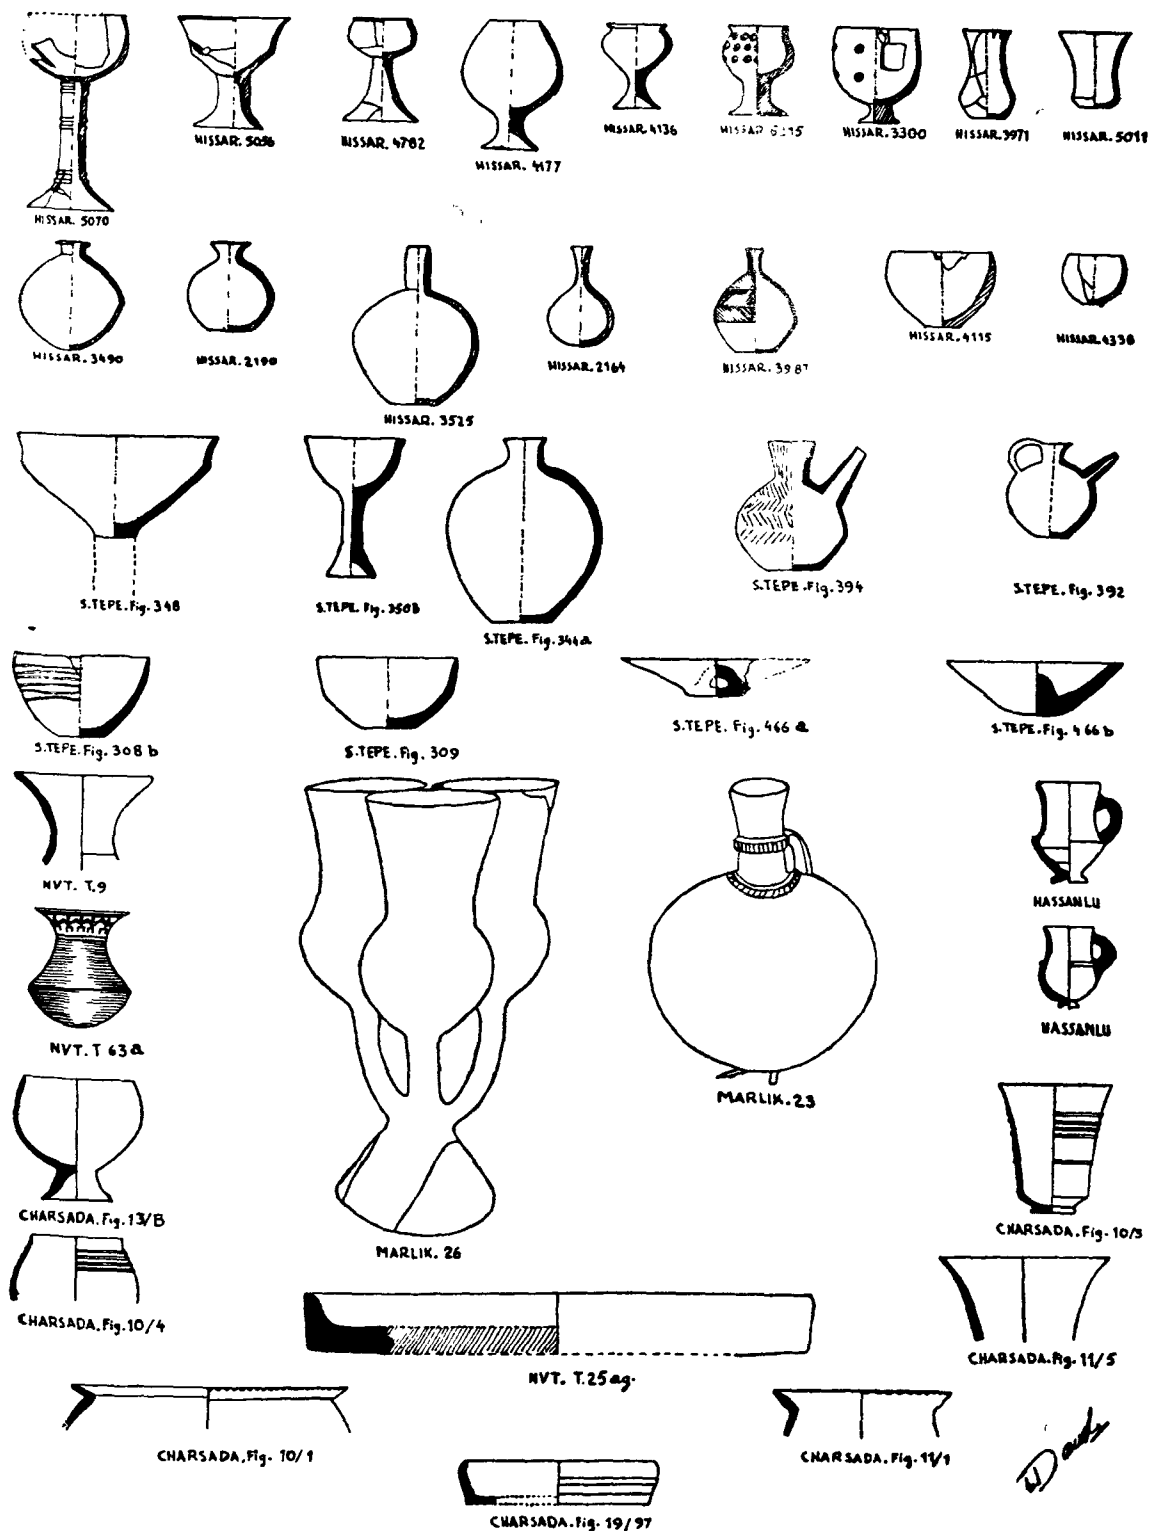 HISSAR. 5070
HISSAR. 5056
HISSAR. 4782
HISSAR. 4177
HISSAR. 4136
HISSAR.
HISSAR. 3300
HISSAR. 3971
HISSAR. 5011
HISSAR. 3490
HISSAR. 2190
HISSAR. 3525
HISSAR. 2164
HISSAR. 3987
HISSAR. 4115
HISSAR. 4338
S.TEPE. Fig. 348
S.TEPE. Fig. 350B
S.TEPE. Fig. 344a
S.TEPE. Fig. 394
S.TEPE. Fig. 392
S.TEPE. Fig. 308 b
S.TEPE. Fig. 309
S.TEPE. Fig. 466 a
S.TEPE. Fig. 466 b
NVT. T.9
HASSANLU
NVT. T 63a
HASSANLU
MARLIK. 23
CHARSADA. Fig. 13/B
CHARSADA. Fig. 10/3
MARLIK. 26
CHARSADA. Fig. 10/4
CHARSADA. Fig. 11/5
NVT. T. 25ag.
CHARSADA. Fig. 10/1
CHARSADA. Fig. 11/1
CHARSADA. Fig. 19/97